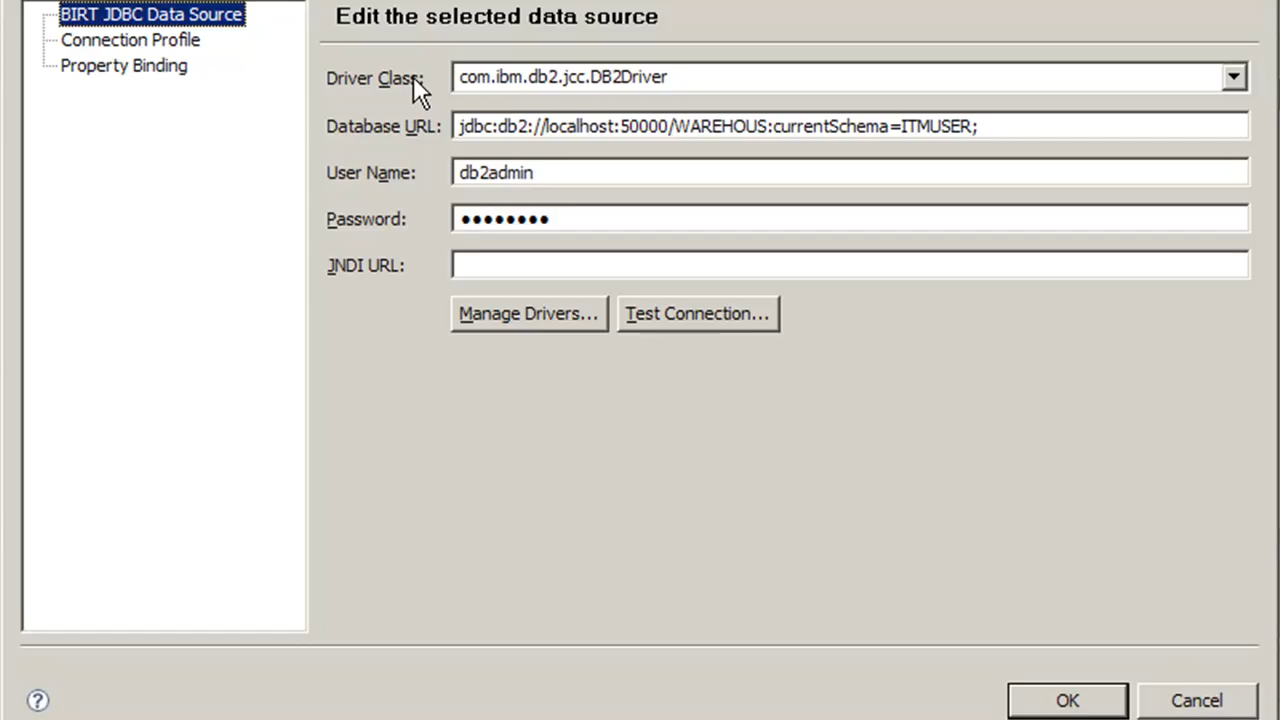 BIRT JDBC Data Source
Connection Profile
Property Binding
Edit the selected data source
Driver Class: com.ibm.db2.jcc.DB2Driver
Database URL: jdbc:db2://localhost:50000/WAREHOUS:currentSchema=ITMUSER;
User Name: db2admin
Password: ●●●●●●●●
JNDI URL:
Manage Drivers... Test Connection...
? OK Cancel